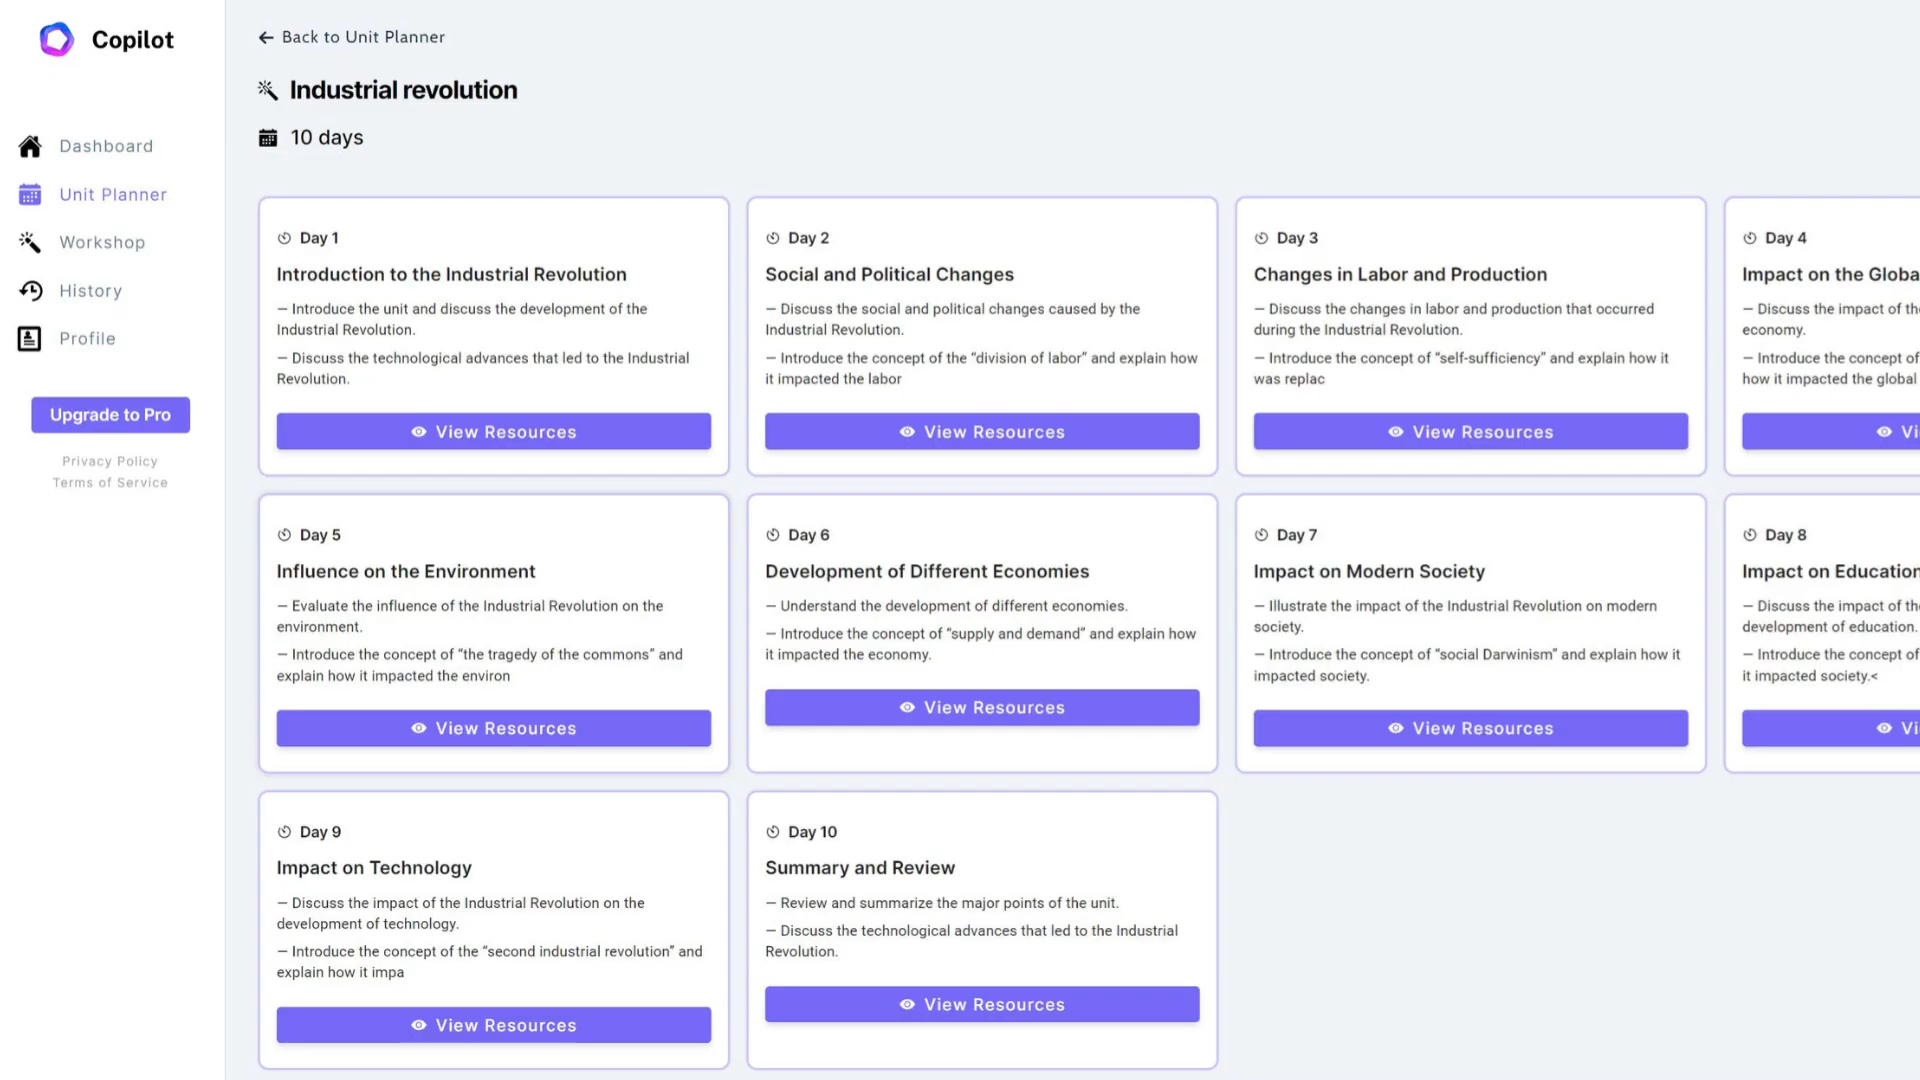 Copilot
Dashboard
Unit Planner
Workshop
History
Profile
Upgrade to Pro
Privacy Policy
Terms of Service
Back to Unit Planner
Industrial revolution
10 days
Day 1
Introduction to the Industrial Revolution
– Introduce the unit and discuss the development of the
Industrial Revolution.
– Discuss the technological advances that led to the Industrial
Revolution.
View Resources
Day 2
Social and Political Changes
– Discuss the social and political changes caused by the
Industrial Revolution.
– Introduce the concept of the “division of labor” and explain how
it impacted the labor
View Resources
Day 3
Changes in Labor and Production
– Discuss the changes in labor and production that occurred
during the Industrial Revolution.
– Introduce the concept of “self-sufficiency” and explain how it
was replac
View Resources
Day 4
Impact on the Globa
– Discuss the impact of th
economy.
– Introduce the concept of
how it impacted the global
Vi
Day 5
Influence on the Environment
– Evaluate the influence of the Industrial Revolution on the
environment.
– Introduce the concept of “the tragedy of the commons” and
explain how it impacted the environ
View Resources
Day 6
Development of Different Economies
– Understand the development of different economies.
– Introduce the concept of “supply and demand” and explain how
it impacted the economy.
View Resources
Day 7
Impact on Modern Society
– Illustrate the impact of the Industrial Revolution on modern
society.
– Introduce the concept of “social Darwinism” and explain how it
impacted society.
View Resources
Day 8
Impact on Education
– Discuss the impact of th
development of education.
– Introduce the concept of
it impacted society.<
Vi
Day 9
Impact on Technology
– Discuss the impact of the Industrial Revolution on the
development of technology.
– Introduce the concept of the “second industrial revolution” and
explain how it impa
View Resources
Day 10
Summary and Review
– Review and summarize the major points of the unit.
– Discuss the technological advances that led to the Industrial
Revolution.
View Resources